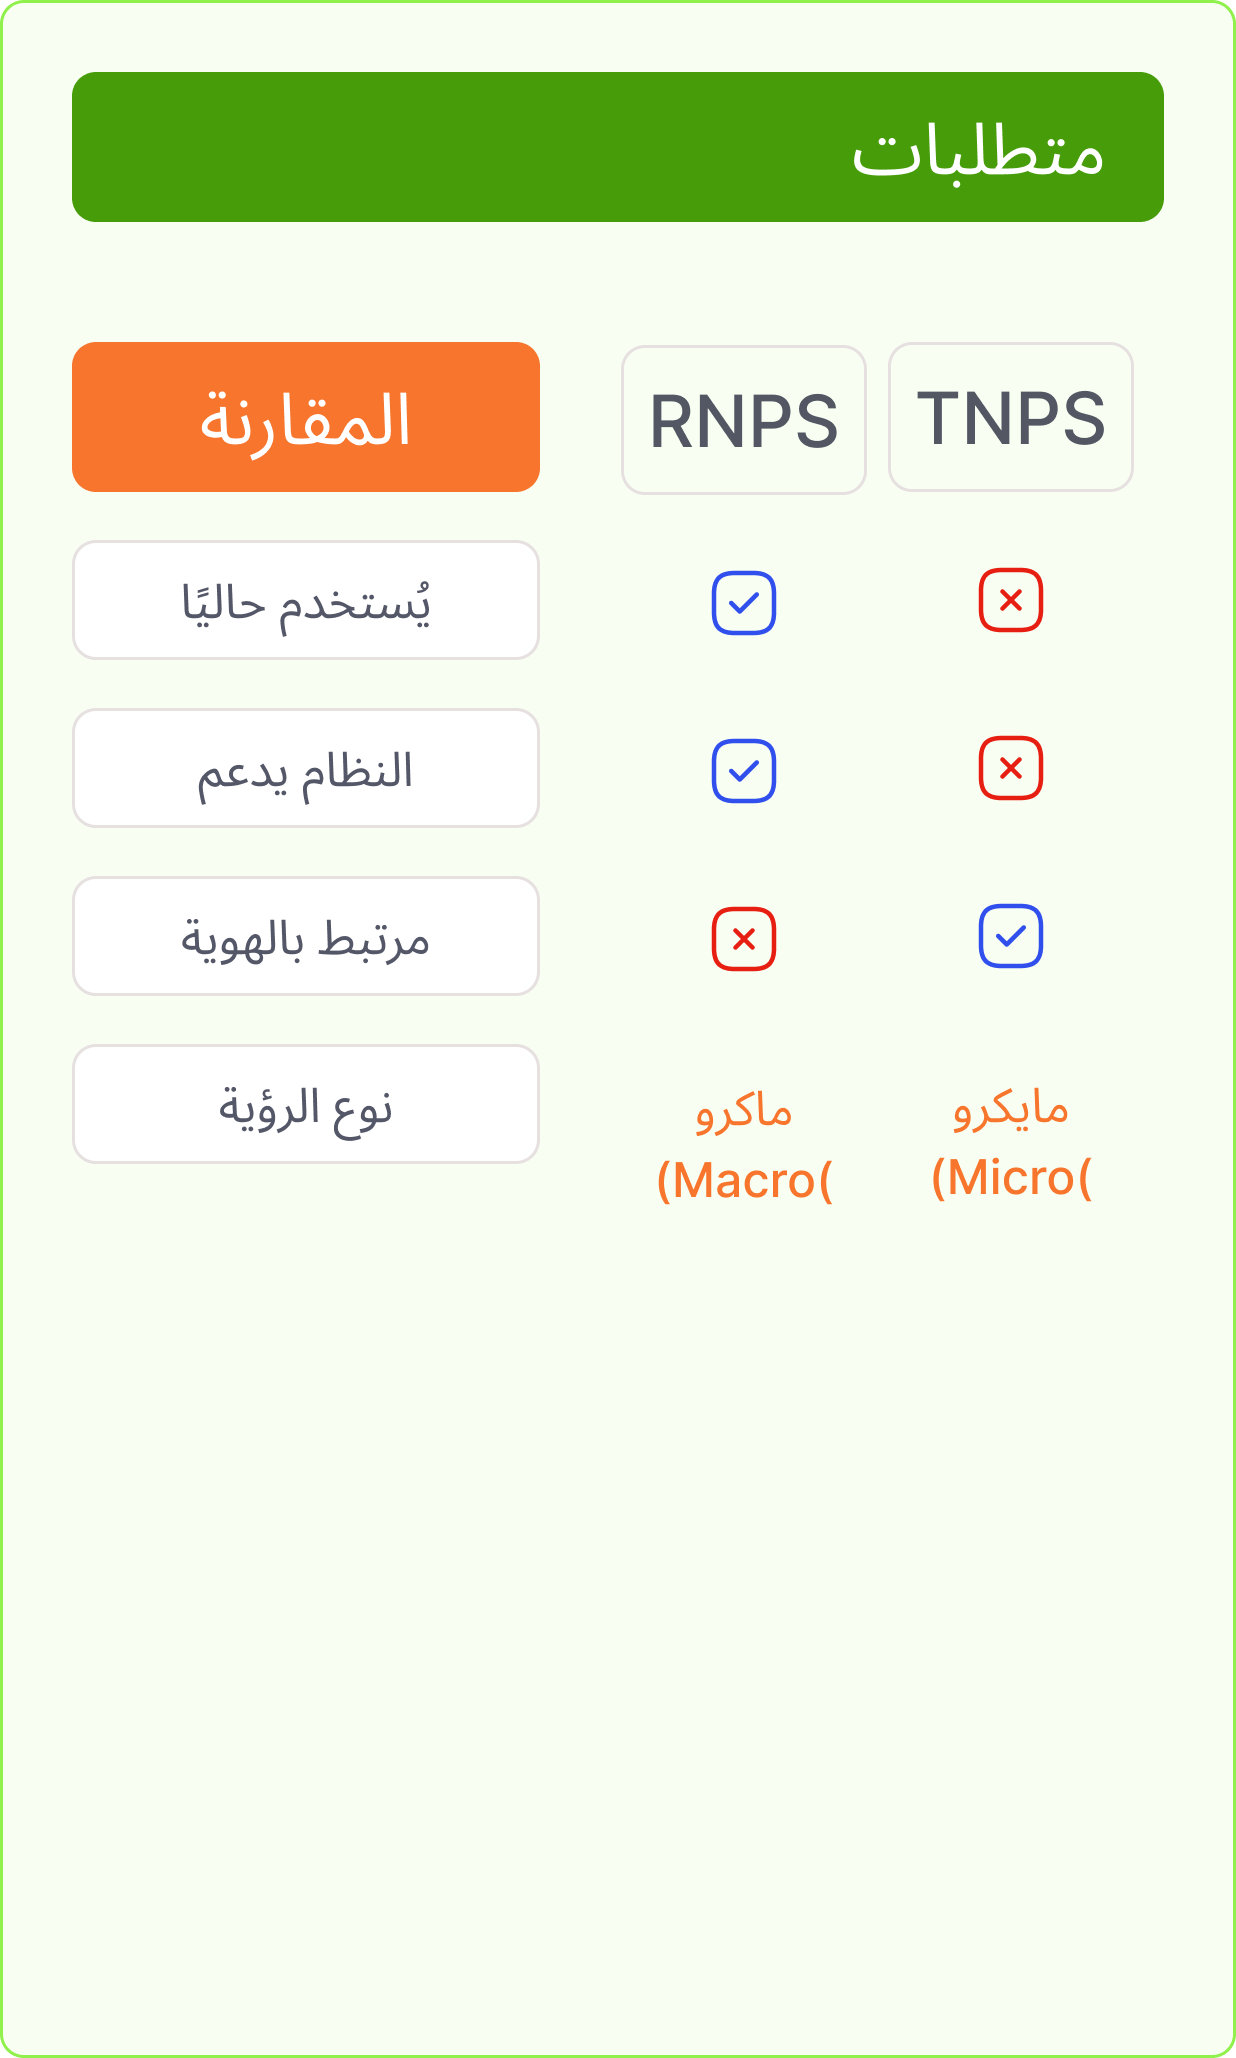 متطلبات
المقارنة
RNPS
TNPS
يُستخدم حاليًا
النظام يدعم
مرتبط بالهوية
نوع الرؤية
ماكرو
(Macro(
مايكرو
(Micro(